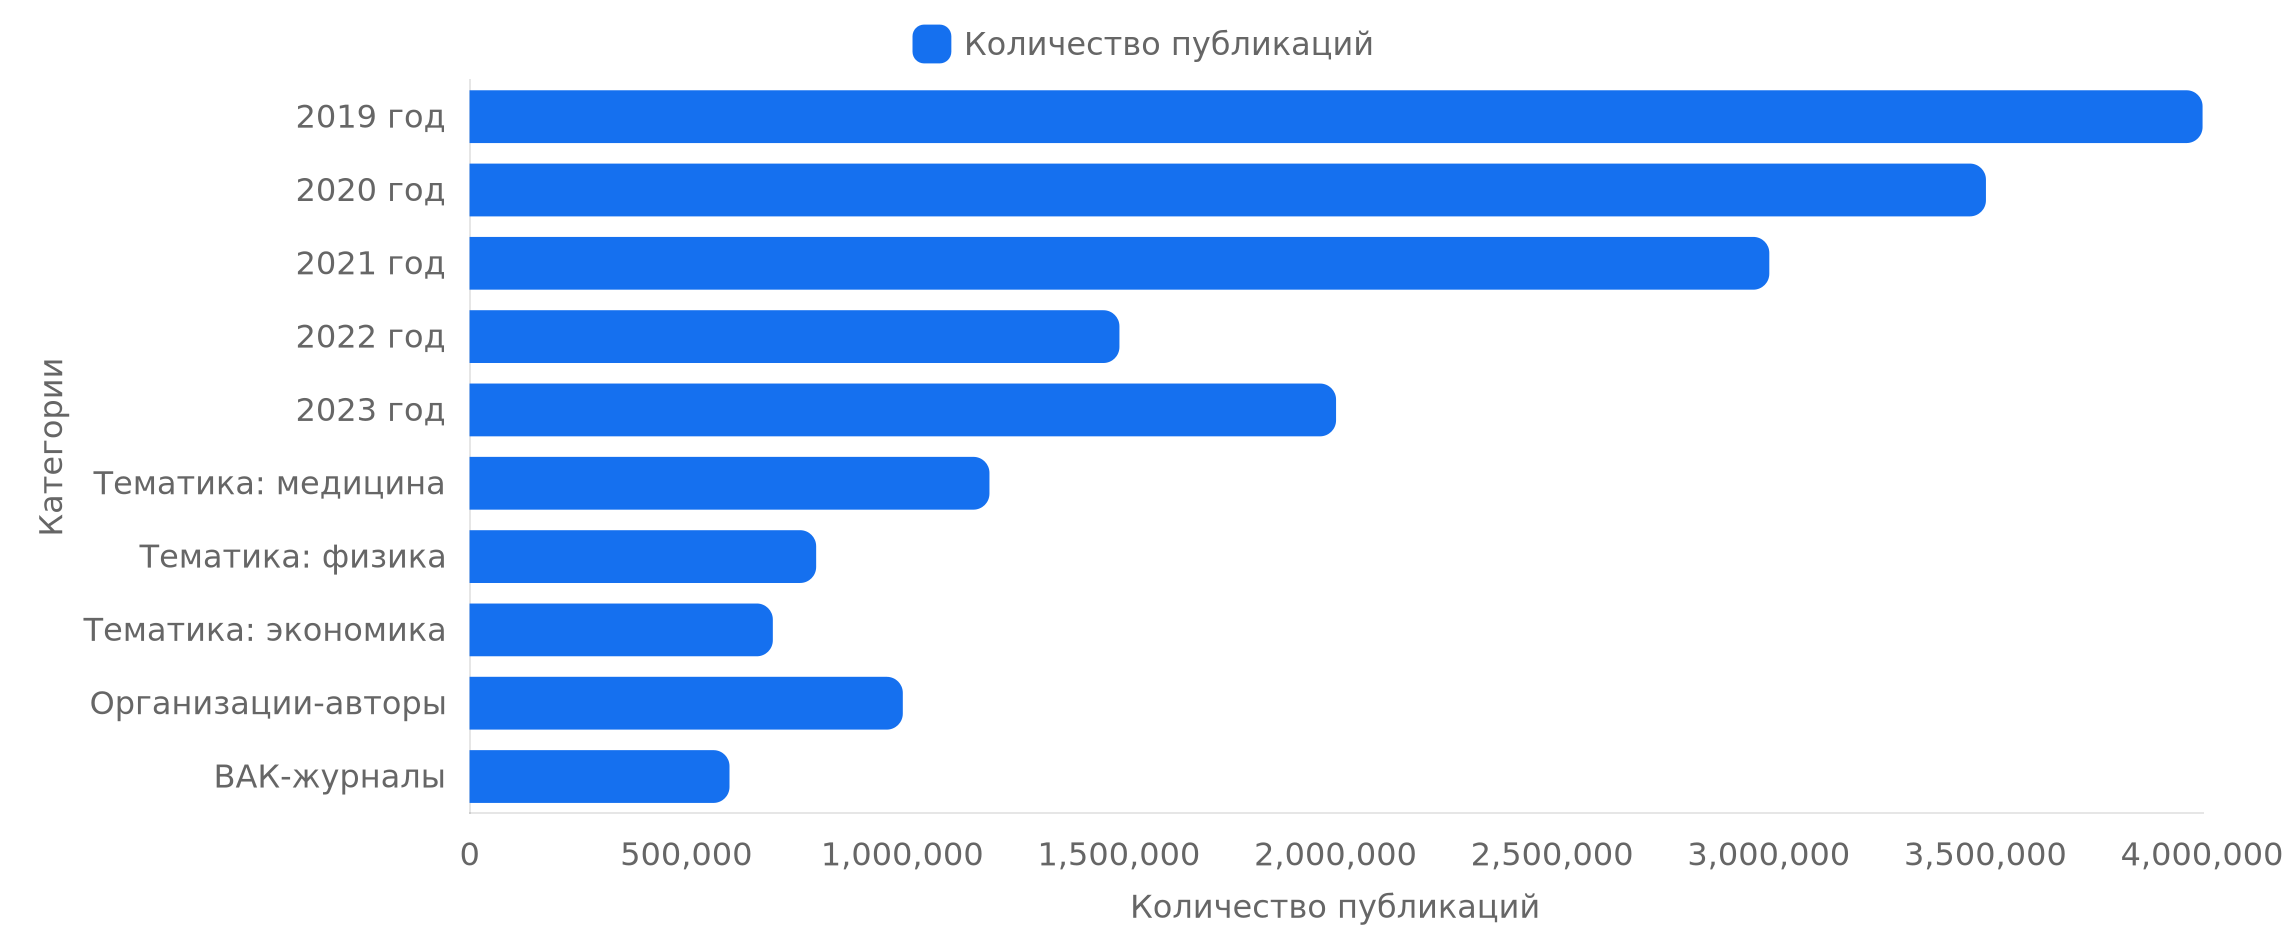 Количество публикаций
2019 год
2020 год
2021 год
2022 год
2023 год
Тематика: медицина
Тематика: физика
Тематика: экономика
Организации-авторы
ВАК-журналы
Категории
0 500,000 1,000,000 1,500,000 2,000,000 2,500,000 3,000,000 3,500,000 4,000,000
Количество публикаций